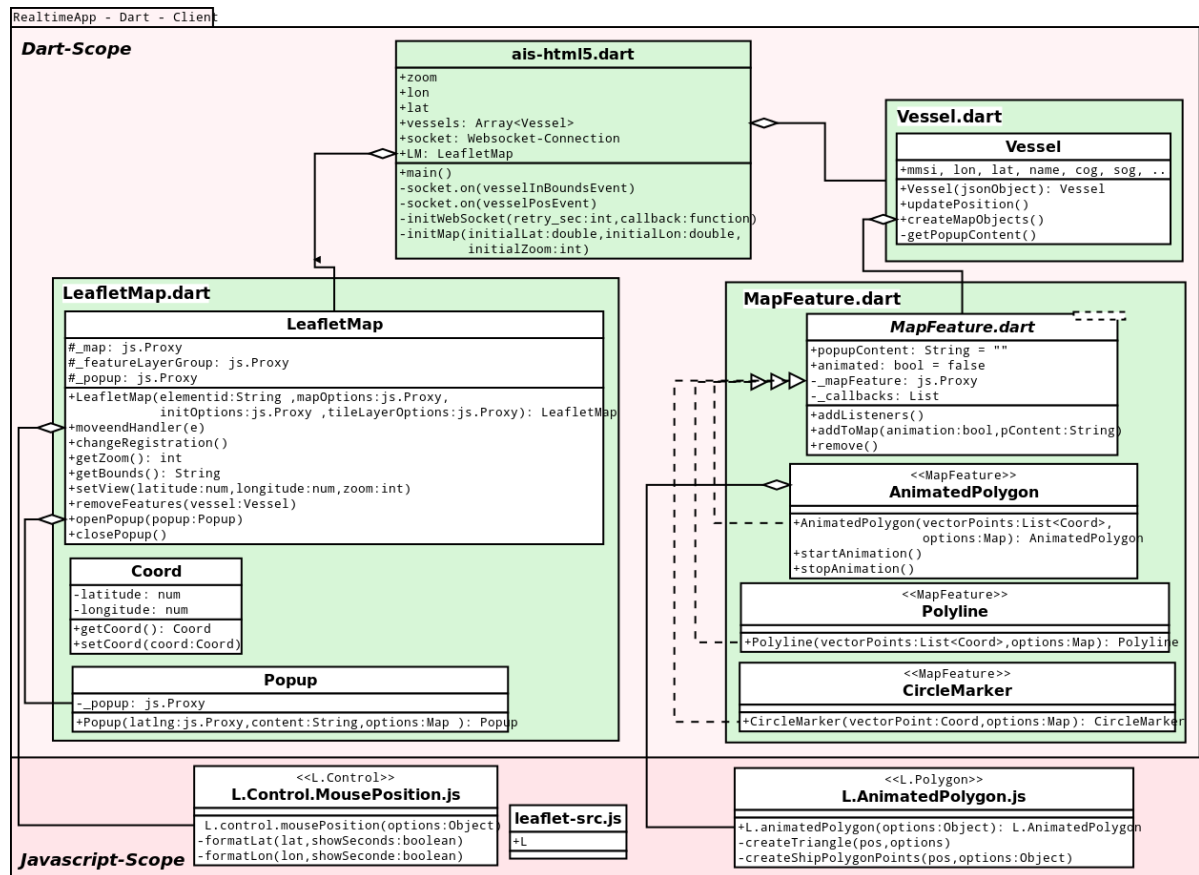 RealtimeApp - Dart - Client
Dart-Scope
ais-html5.dart
+zoom
+lon
+lat
+vessels: Array<Vessel>
+socket: Websocket-Connection
+LM: LeafletMap
+main()
-socket.on(vesselInBoundsEvent)
-socket.on(vesselPosEvent)
-initWebSocket(retry_sec:int,callback:function)
-initMap(initialLat:double,initialLon:double,
initialZoom:int)
Vessel.dart
Vessel
+mmsi, lon, lat, name, cog, sog, ..
+Vessel(jsonObject): Vessel
+updatePosition()
+createMapObjects()
-getPopupContent()
LeafletMap.dart
LeafletMap
#_map: js.Proxy
#_featureLayerGroup: js.Proxy
#_popup: js.Proxy
+LeafletMap(elementid:String ,mapOptions:js.Proxy,
initOptions:js.Proxy ,tileLayerOptions:js.Proxy): LeafletMap
+moveendHandler(e)
+changeRegistration()
+getZoom(): int
+getBounds(): String
+setView(latitude:num,longitude:num,zoom:int)
+removeFeatures(vessel:Vessel)
+openPopup(popup:Popup)
+closePopup()
Coord
-latitude: num
-longitude: num
+getCoord(): Coord
+setCoord(coord:Coord)
Popup
-_popup: js.Proxy
+Popup(latlng:js.Proxy,content:String,options:Map ): Popup
MapFeature.dart
MapFeature.dart
+popupContent: String = ""
+animated: bool = false
-_mapFeature: js.Proxy
-_callbacks: List
+addListeners()
+addToMap(animation:bool,pContent:String)
+remove()
<<MapFeature>>
AnimatedPolygon
+AnimatedPolygon(vectorPoints:List<Coord>,
options:Map): AnimatedPolygon
+startAnimation()
+stopAnimation()
<<MapFeature>>
Polyline
+Polyline(vectorPoints:List<Coord>,options:Map): Polyline
<<MapFeature>>
CircleMarker
+CircleMarker(vectorPoint:Coord,options:Map): CircleMarker
<<L.Control>>
L.Control.MousePosition.js
L.control.mousePosition(options:Object)
-formatLat(lat,showSeconds:boolean)
-formatLon(lon,showSeconde:boolean)
leaflet-src.js
+L
<<L.Polygon>>
L.AnimatedPolygon.js
+L.animatedPolygon(options:Object): L.AnimatedPolygon
-createTriangle(pos,options)
-createShipPolygonPoints(pos,options:Object)
Javascript-Scope